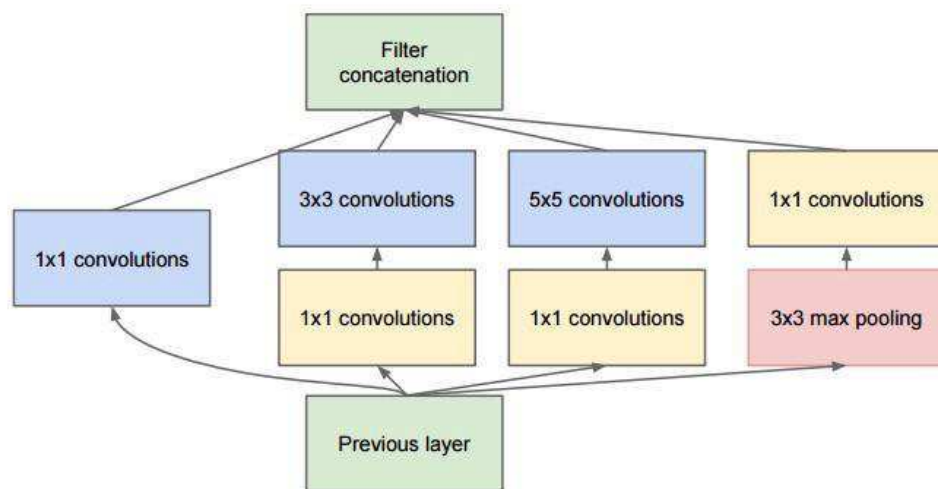 Filter
concatenation
3x3 convolutions
5x5 convolutions
1x1 convolutions
1x1 convolutions
1x1 convolutions
1x1 convolutions
3x3 max pooling
Previous layer